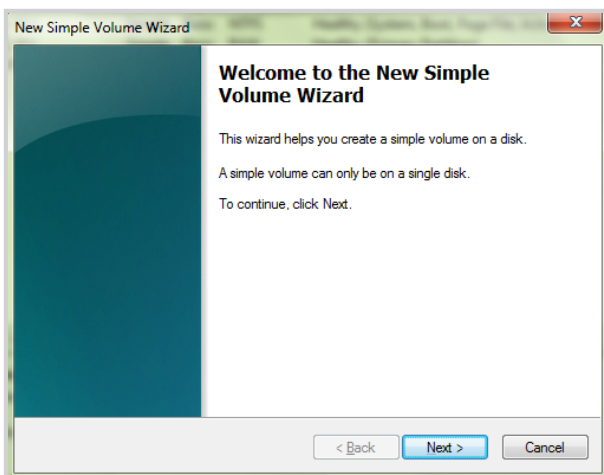 New Simple Volume Wizard
Welcome to the New Simple
Volume Wizard
This wizard helps you create a simple volume on a disk.
A simple volume can only be on a single disk.
To continue, click Next.
< Back
Next >
Cancel